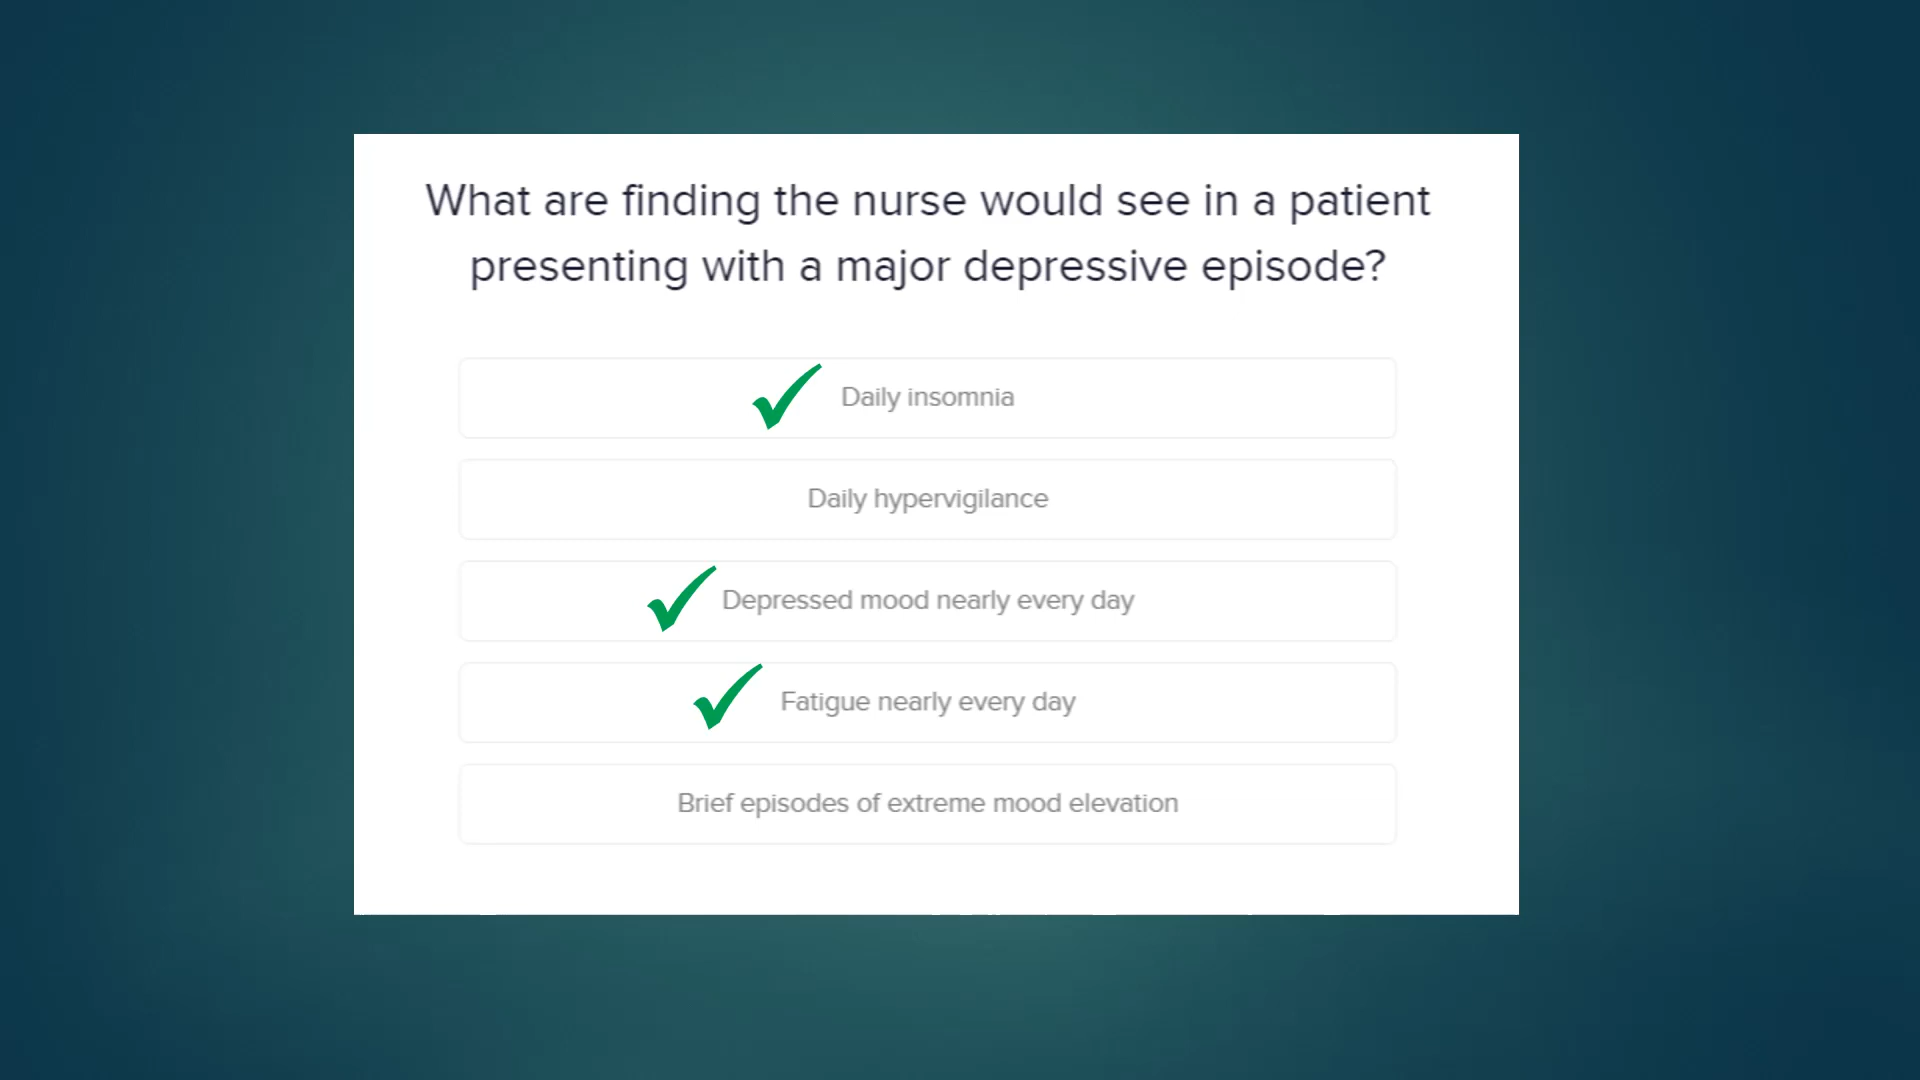 What are finding the nurse would see in a patient
presenting with a major depressive episode?
Daily insomnia
Daily hypervigilance
Depressed mood nearly every day
Fatigue nearly every day
Brief episodes of extreme mood elevation